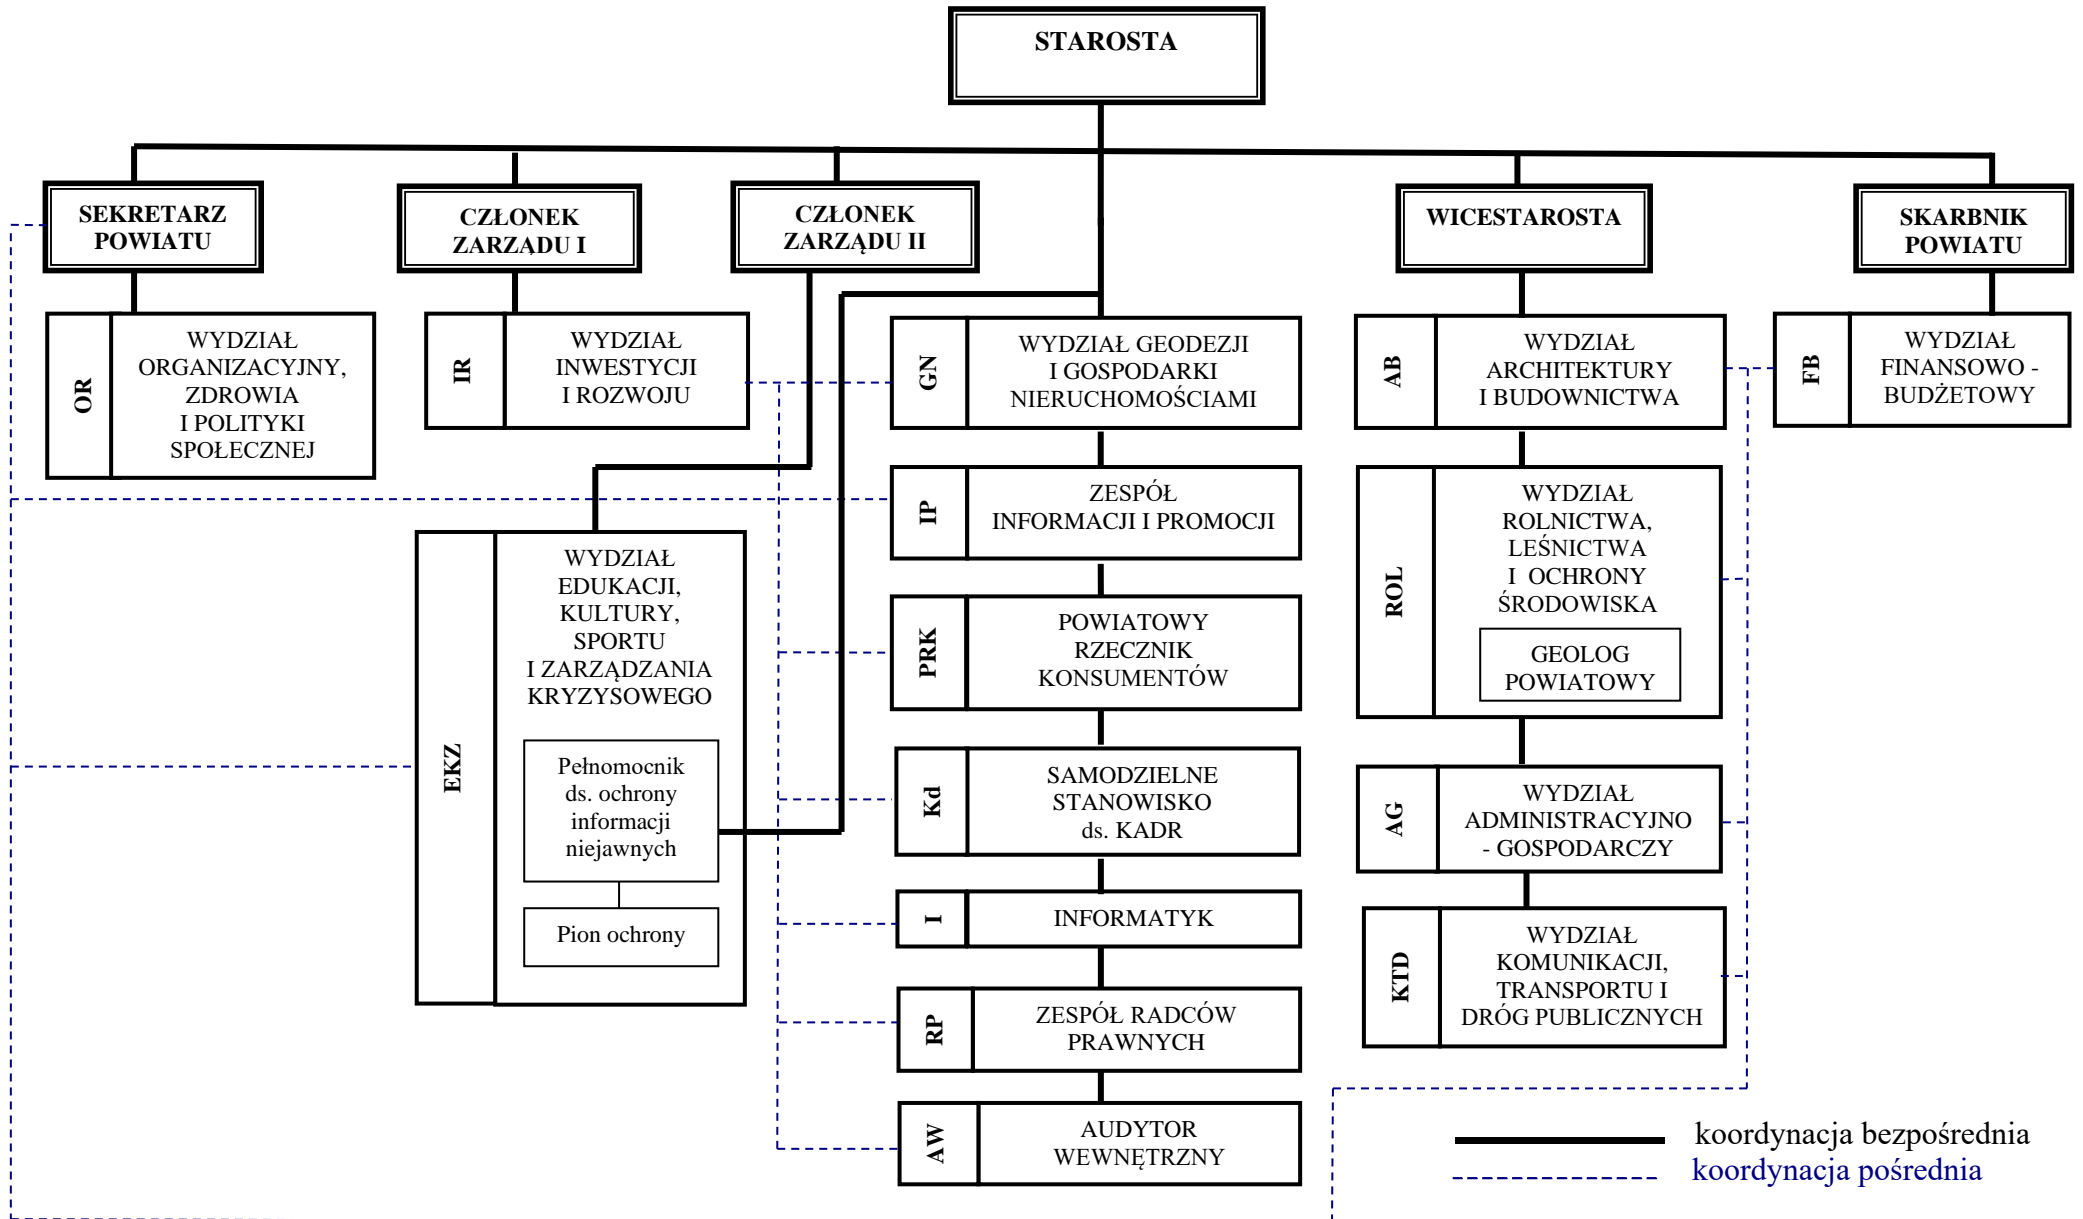 STAROSTA
SEKRETARZ
POWIATU
CZŁONEK
ZARZĄDU I
CZŁONEK
ZARZĄDU II
WICESTAROSTA
SKARBNIK
POWIATU
OR
WYDZIAŁ
ORGANIZACYJNY,
ZDROWIA
I POLITYKI
SPOŁECZNEJ
IR
WYDZIAŁ
INWESTYCJI
I ROZWOJU
EKZ
WYDZIAŁ
EDUKACJI,
KULTURY,
SPORTU
I ZARZĄDZANIA
KRYZYSOWEGO
Pełnomocnik
ds. ochrony
informacji
niejawnych
Pion ochrony
GN
WYDZIAŁ GEODEZJI
I GOSPODARKI
NIERUCHOMOŚCIAMI
IP
ZESPÓŁ
INFORMACJI I PROMOCJI
PRK
POWIATOWY
RZECZNIK
KONSUMENTÓW
Kd
SAMODZIELNE
STANOWISKO
ds. KADR
I
INFORMATYK
RP
ZESPÓŁ RADCÓW
PRAWNYCH
AW
AUDYTOR
WEWNĘTRZNY
AB
WYDZIAŁ
ARCHITEKTURY
I BUDOWNICTWA
ROL
WYDZIAŁ
ROLNICTWA,
LEŚNICTWA
I OCHRONY
ŚRODOWISKA
GEOLOG
POWIATOWY
AG
WYDZIAŁ
ADMINISTRACYJNO
- GOSPODARCZY
KTD
WYDZIAŁ
KOMUNIKACJI,
TRANSPORTU I
DRÓG PUBLICZNYCH
FB
WYDZIAŁ
FINANSOWO -
BUDŻETOWY
koordynacja bezpośrednia
koordynacja pośrednia